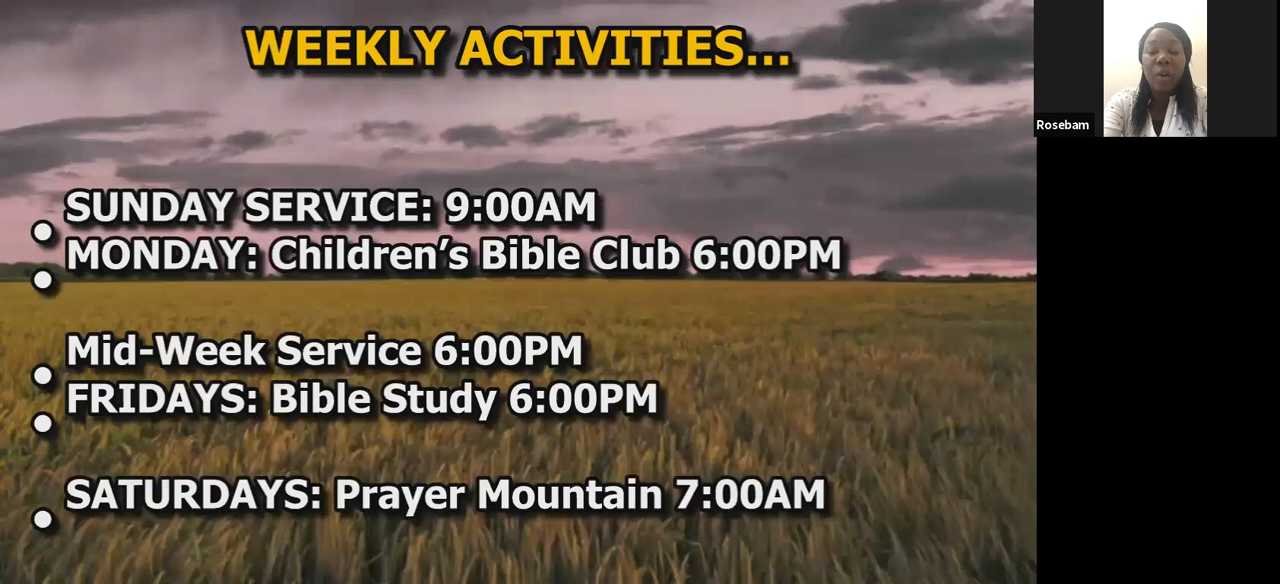 WEEKLY ACTIVITIES...
Rosebam
SUNDAY SERVICE: 9:00AM
MONDAY: Children’s Bible Club 6:00PM
Mid-Week Service 6:00PM
FRIDAYS: Bible Study 6:00PM
SATURDAYS: Prayer Mountain 7:00AM